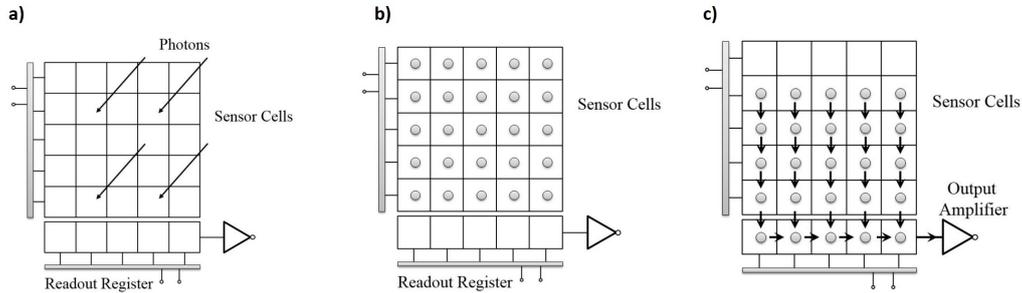 a)
Photons
Sensor Cells
Readout Register
b)
Sensor Cells
Readout Register
c)
Sensor Cells
Output
Amplifier